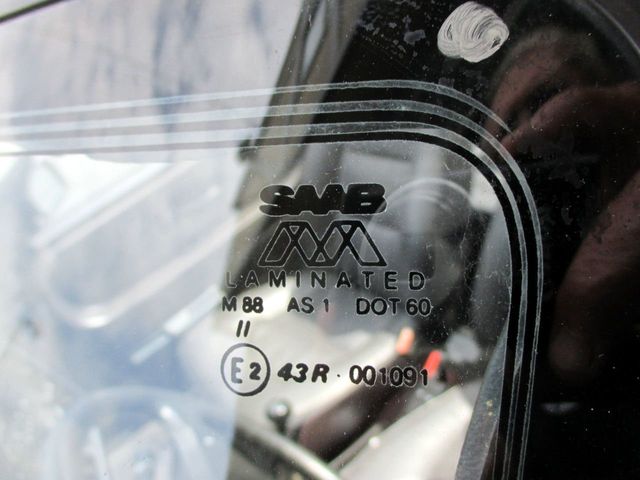 SAAB
LAMINATED
M 88 AS 1 DOT 60
II
E2 43R · 001091